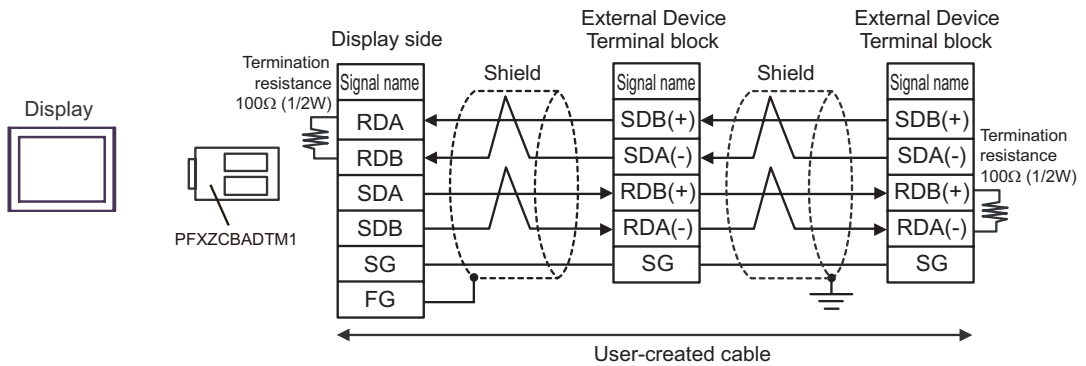 External Device
Terminal block
External Device
Terminal block
Display side
Termination
resistance
100Ω (1/2W)
Signal name
Shield
Signal name
Shield
Signal name
Display
RDA
SDB(+)
SDB(+)
Termination
resistance
100Ω (1/2W)
RDB
SDA(-)
SDA(-)
SDA
RDB(+)
RDB(+)
SDB
RDA(-)
RDA(-)
PFXZCBADTM1
SG
SG
SG
FG
User-created cable